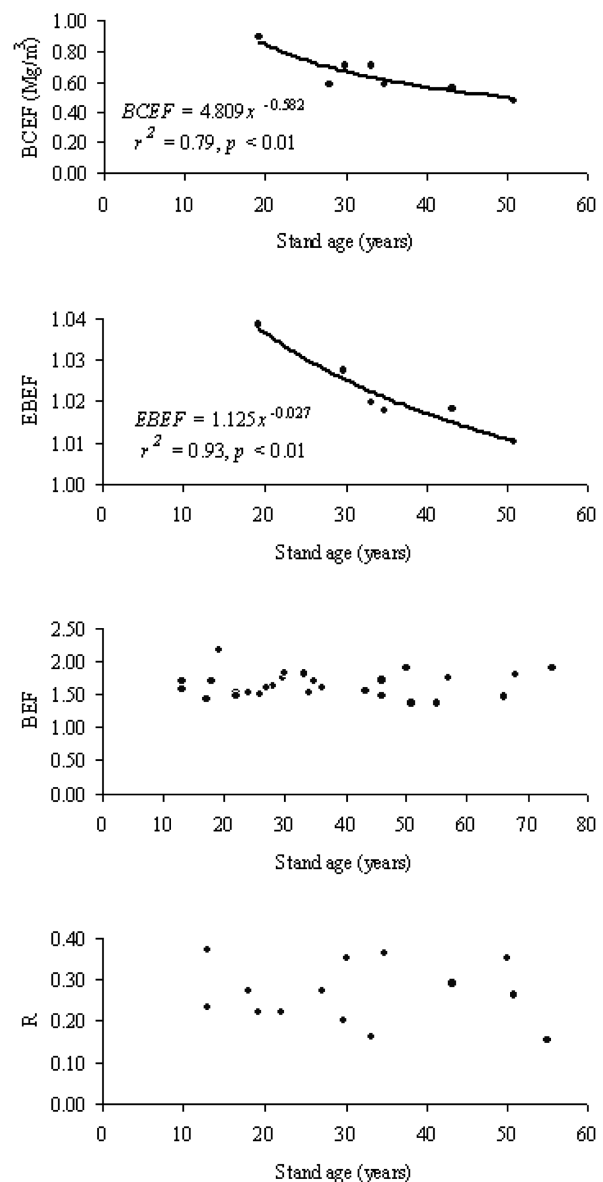 BCEF (Mg/m³)
1.00
0.80
0.60
0.40
0.20
0.00
BCEF = 4.809x -0.582
r 2 = 0.79, p < 0.01
0 10 20 30 40 50 60
Stand age (years)
EBEF
1.04
1.03
1.02
1.01
1.00
EBEF = 1.125x -0.027
r 2 = 0.93, p < 0.01
0 10 20 30 40 50 60
Stand age (years)
BEF
2.50
2.00
1.50
1.00
0.50
0.00
0 10 20 30 40 50 60 70 80
Stand age (years)
R
0.40
0.30
0.20
0.10
0.00
0 10 20 30 40 50 60
Stand age (years)